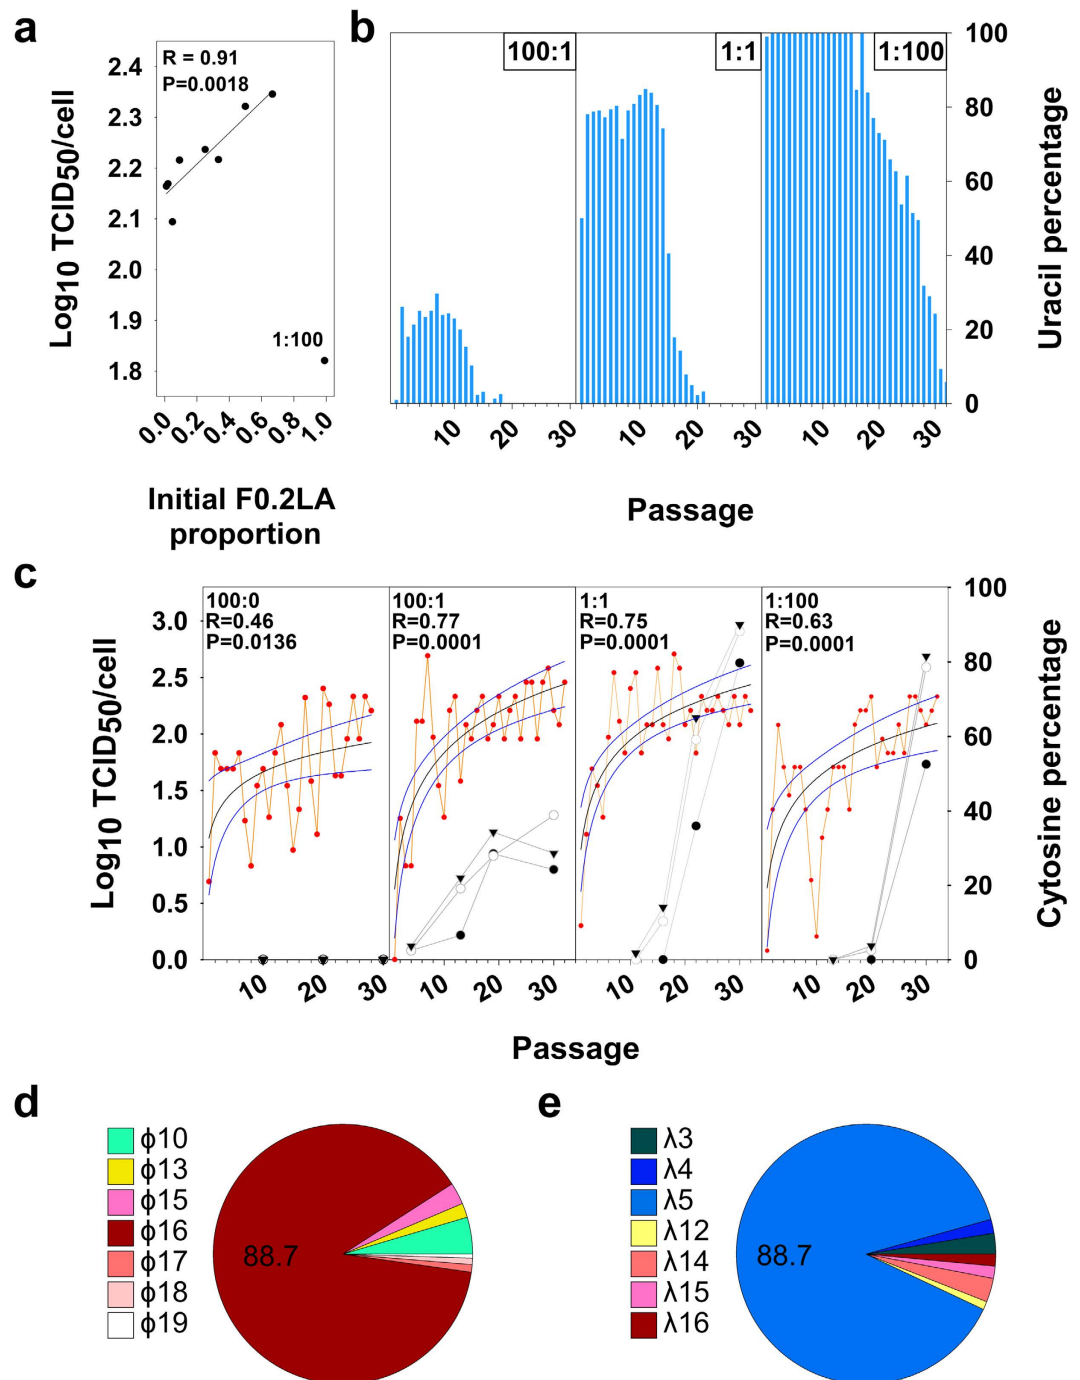 a
R = 0.91
P=0.0018
2.4
2.3
2.2
2.1
2.0
1.9
1.8
1:100
0.0
0.2
0.4
0.6
0.8
1.0
Log10 TCID50/cell
Initial F0.2LA
proportion
b
100:1
1:1
1:100
100
80
60
40
20
0
10
20
30
10
20
30
10
20
30
Uracil percentage
Passage
c
100:0
R=0.46
P=0.0136
100:1
R=0.77
P=0.0001
1:1
R=0.75
P=0.0001
1:100
R=0.63
P=0.0001
3.0
2.5
2.0
1.5
1.0
0.5
0.0
100
80
60
40
20
0
10
20
30
10
20
30
10
20
30
10
20
30
Log10 TCID50/cell
Cytosine percentage
Passage
d
ϕ10
ϕ13
ϕ15
ϕ16
ϕ17
ϕ18
ϕ19
88.7
e
λ3
λ4
λ5
λ12
λ14
λ15
λ16
88.7